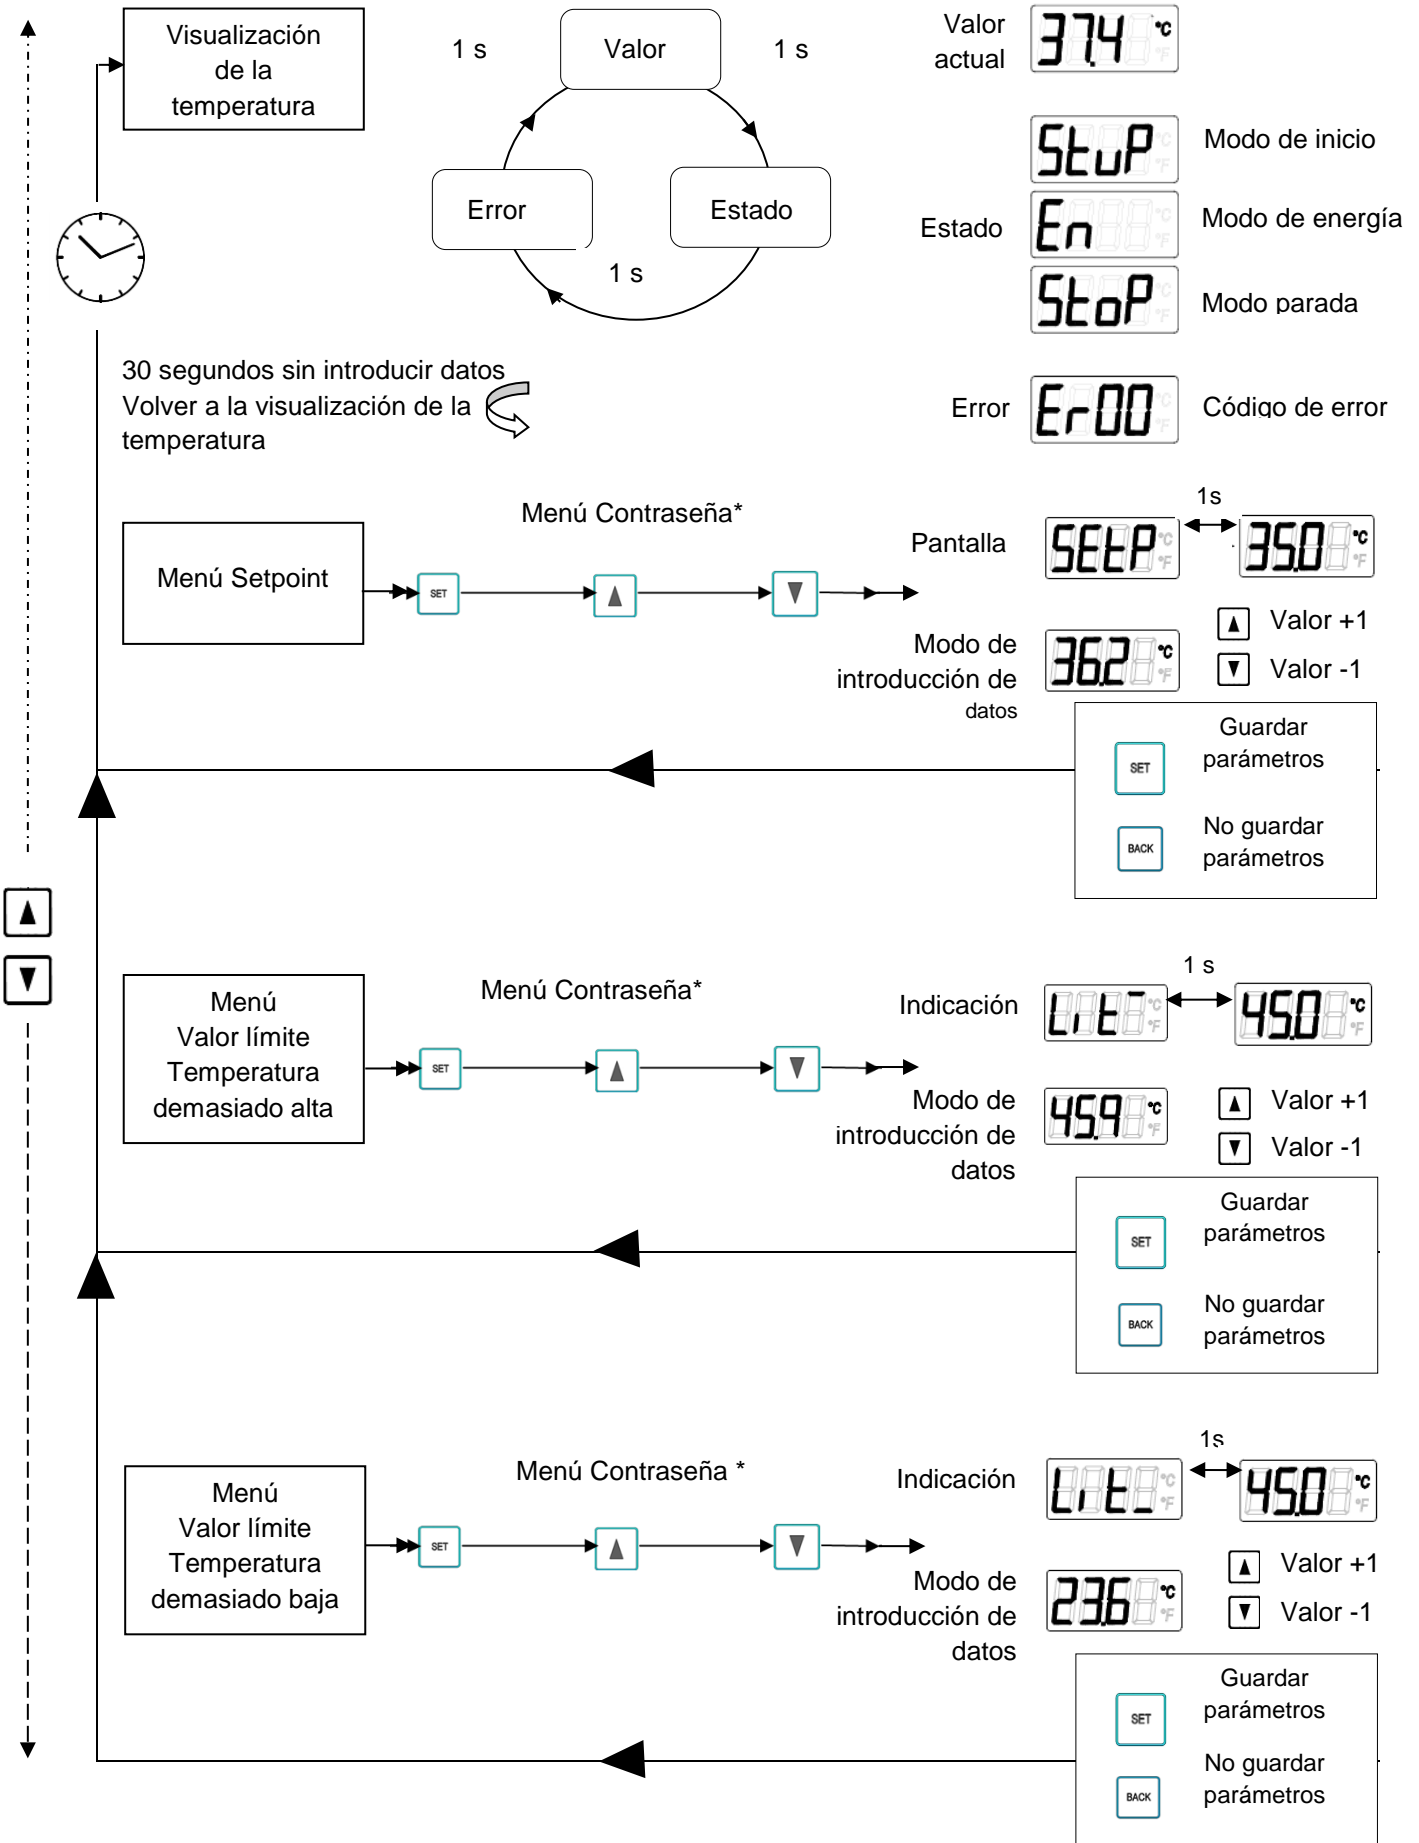 Visualización
de la
temperatura
1 s
Valor
1 s
Error
Estado
1 s
Valor
actual
37.4 °C
°F
StuP °C
°F
Modo de inicio
Estado
En °C
°F
Modo de energía
StoP °C
°F
Modo parada
30 segundos sin introducir datos
Volver a la visualización de la
temperatura
Error
Er00 °C
°F
Código de error
Menú Setpoint
Menú Contraseña*
SET
Pantalla
SEtP °C
°F
1s
35.0 °C
°F
Modo de
introducción de
datos
36.2 °C
°F
Valor +1
Valor -1
SET
Guardar
parámetros
BACK
No guardar
parámetros
Menú
Valor límite
Temperatura
demasiado alta
Menú Contraseña*
SET
Indicación
Lit¯ °C
°F
1 s
45.0 °C
°F
Modo de
introducción de
datos
45.9 °C
°F
Valor +1
Valor -1
SET
Guardar
parámetros
BACK
No guardar
parámetros
Menú
Valor límite
Temperatura
demasiado baja
Menú Contraseña *
SET
Indicación
Lit_ °C
°F
1s
45.0 °C
°F
Modo de
introducción de
datos
23.6 °C
°F
Valor +1
Valor -1
SET
Guardar
parámetros
BACK
No guardar
parámetros